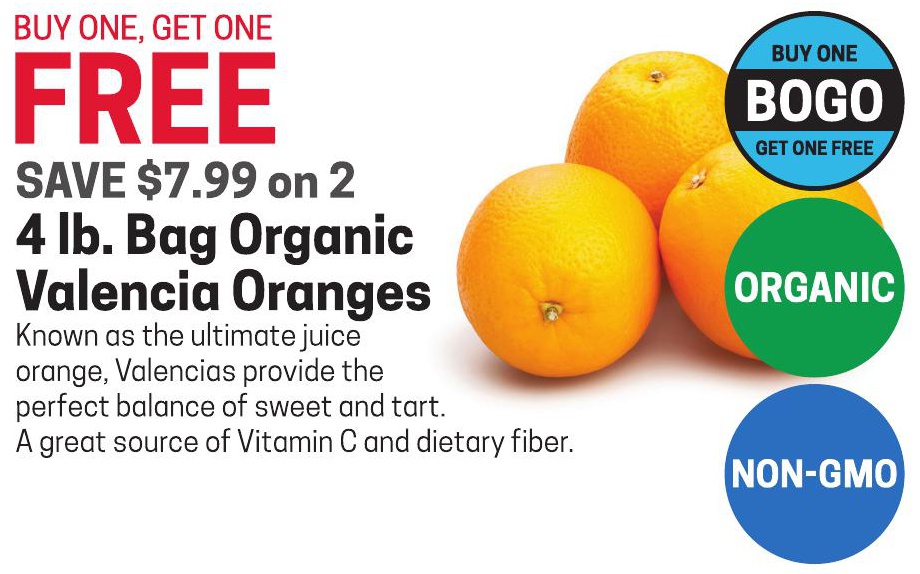 BUY ONE, GET ONE
FREE
SAVE $7.99 on 2
4 lb. Bag Organic
Valencia Oranges
Known as the ultimate juice
orange, Valencias provide the
perfect balance of sweet and tart.
A great source of Vitamin C and dietary fiber.
BUY ONE
BOGO
GET ONE FREE
ORGANIC
NON-GMO